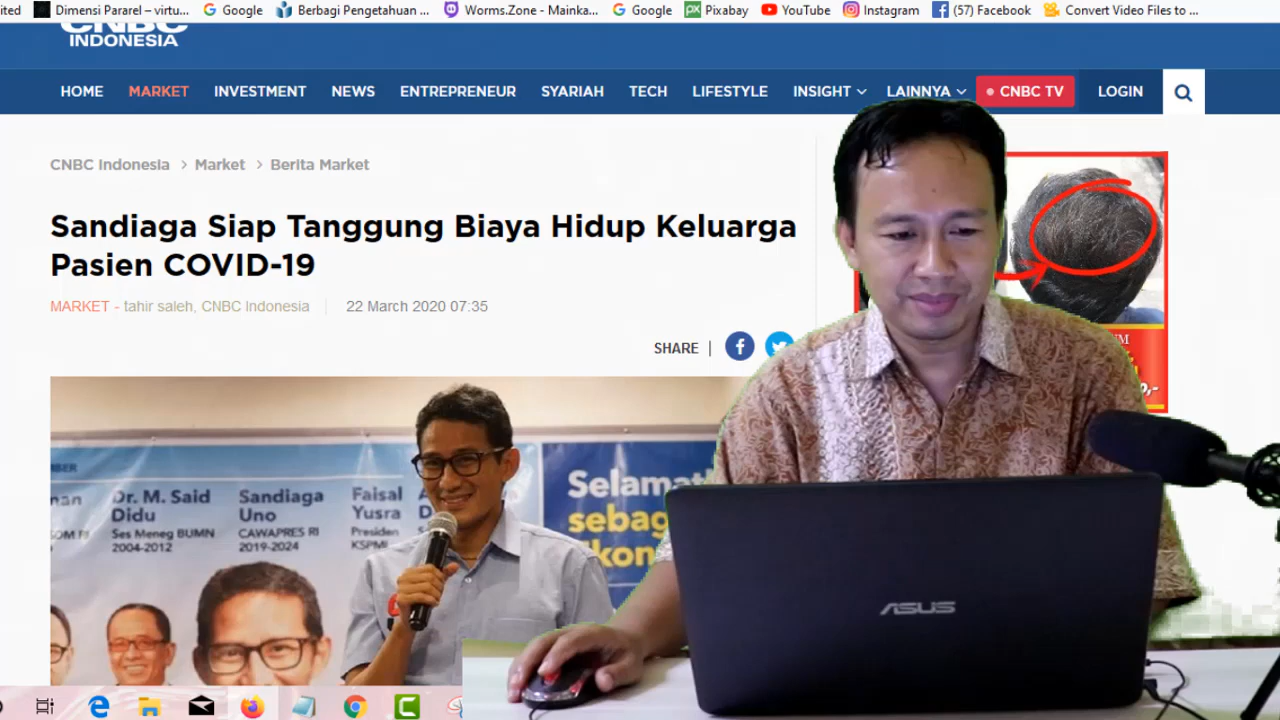 ited Dimensi Pararel – virtu... Google Berbagi Pengetahuan ... Worms.Zone - Mainka... Google Pixabay YouTube Instagram (57) Facebook Convert Video Files to ...
CNBC
INDONESIA
HOME MARKET INVESTMENT NEWS ENTREPRENEUR SYARIAH TECH LIFESTYLE INSIGHT LAINNYA CNBC TV LOGIN
CNBC Indonesia > Market > Berita Market
Sandiaga Siap Tanggung Biaya Hidup Keluarga
Pasien COVID-19
MARKET - tahir saleh, CNBC Indonesia 22 March 2020 07:35
SHARE
Dr. M. Said
Didu
Ses Meneg BUMN
2004-2012
Sandiaga
Uno
CAWAPRES RI
2019-2024
Faisal
Yusra
Presiden
KSPMI
Selamat
sebag
ASUS